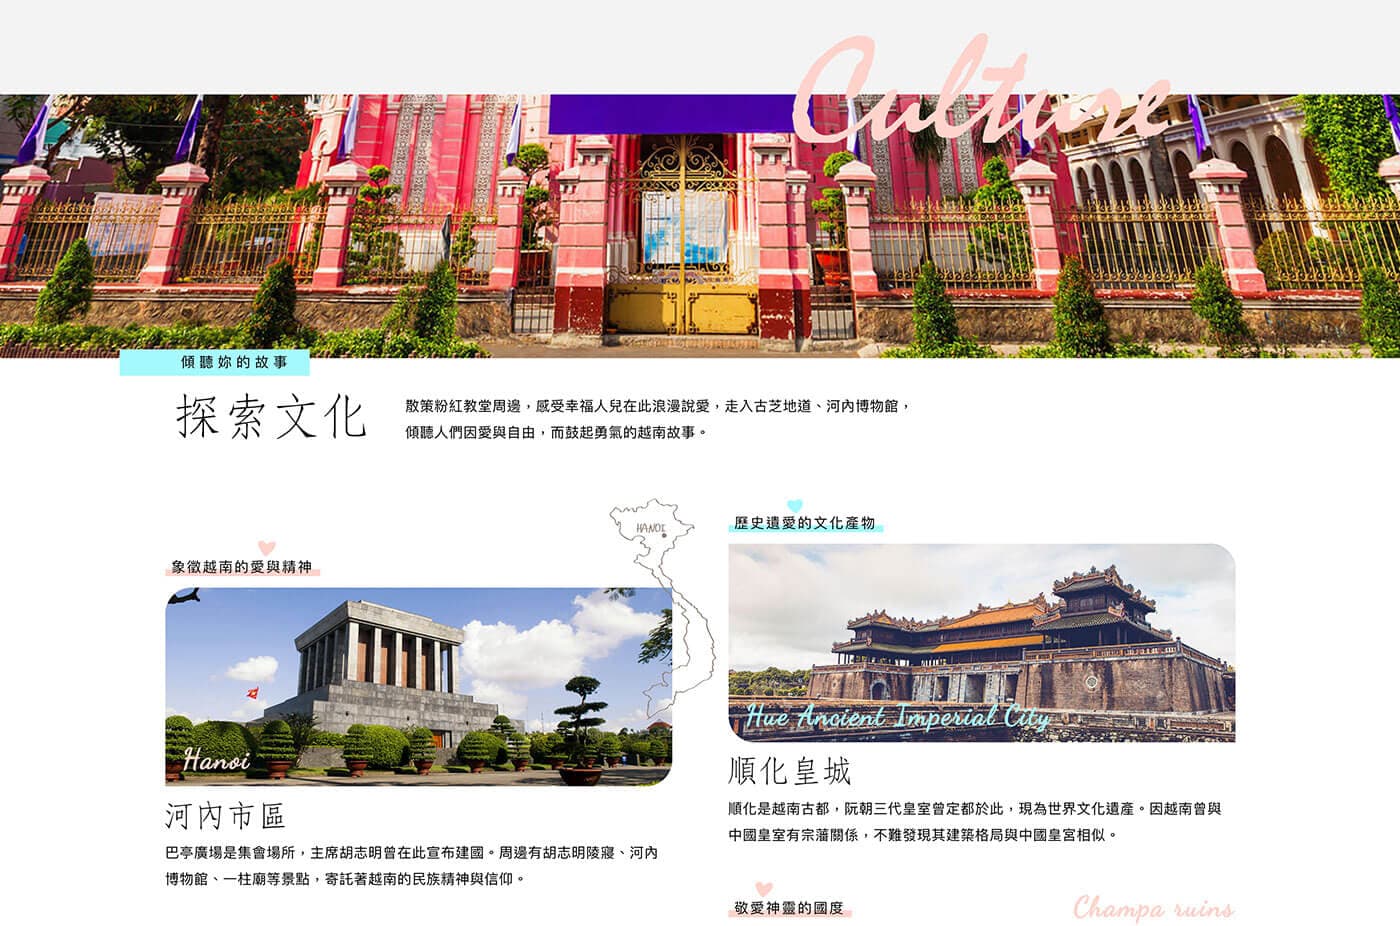 Culture
傾聽妳的故事
探索文化
散策粉紅教堂周邊，感受幸福人兒在此浪漫說愛，走入古芝地道、河內博物館，
傾聽人們因愛與自由，而鼓起勇氣的越南故事。
HANOI
象徵越南的愛與精神
Hanoi
河內市區
巴亭廣場是集會場所，主席胡志明曾在此宣布建國。周邊有胡志明陵寢、河內
博物館、一柱廟等景點，寄託著越南的民族精神與信仰。
歷史遺愛的文化產物
Hue Ancient Imperial City
順化皇城
順化是越南古都，阮朝三代皇室曾定都於此，現為世界文化遺產。因越南曾與
中國皇室有宗藩關係，不難發現其建築格局與中國皇宮相似。
敬愛神靈的國度
Champa ruins